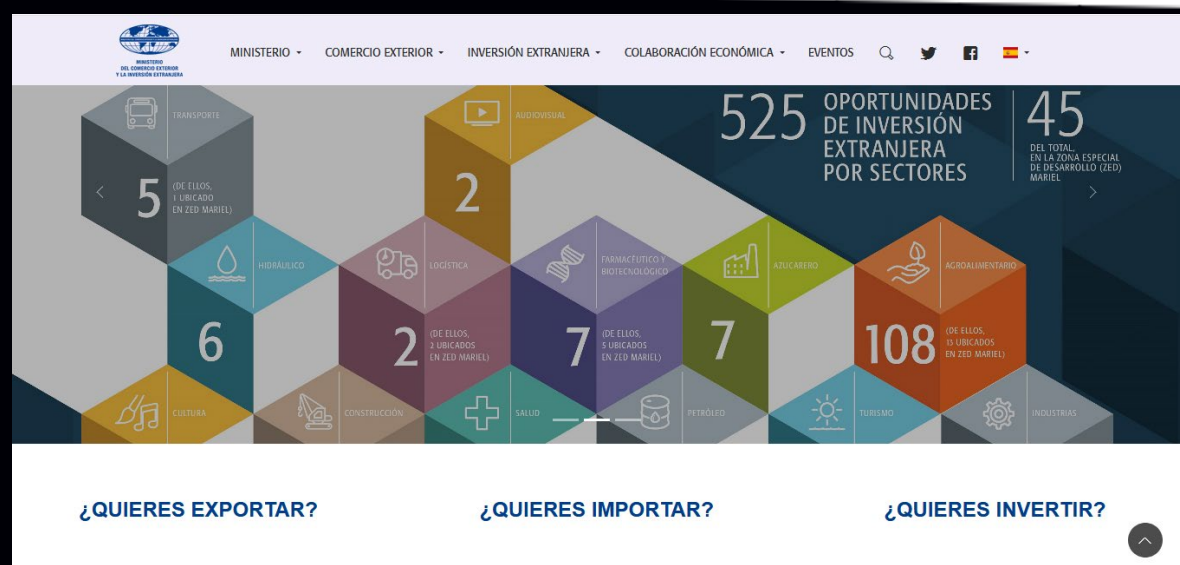 MINISTERIO
DEL COMERCIO EXTERIOR
Y LA INVERSIÓN EXTRANJERA
MINISTERIO
COMERCIO EXTERIOR
INVERSIÓN EXTRANJERA
COLABORACIÓN ECONÓMICA
EVENTOS
525
OPORTUNIDADES
DE INVERSIÓN
EXTRANJERA
POR SECTORES
45
DEL TOTAL,
EN LA ZONA ESPECIAL
DE DESARROLLO (ZED)
MARIEL
TRANSPORTE
5
(DE ELLOS,
1 UBICADO
EN ZED MARIEL)
AUDIOVISUAL
2
HIDRÁULICO
6
LOGÍSTICA
2
(DE ELLOS,
2 UBICADOS
EN ZED MARIEL)
FARMACÉUTICO Y
BIOTECNOLÓGICO
7
(DE ELLOS,
5 UBICADOS
EN ZED MARIEL)
AZUCARERO
7
AGROALIMENTARIO
108
(DE ELLOS,
13 UBICADOS
EN ZED MARIEL)
CULTURA
CONSTRUCCIÓN
SALUD
PETRÓLEO
TURISMO
INDUSTRIAS
¿QUIERES EXPORTAR?
¿QUIERES IMPORTAR?
¿QUIERES INVERTIR?